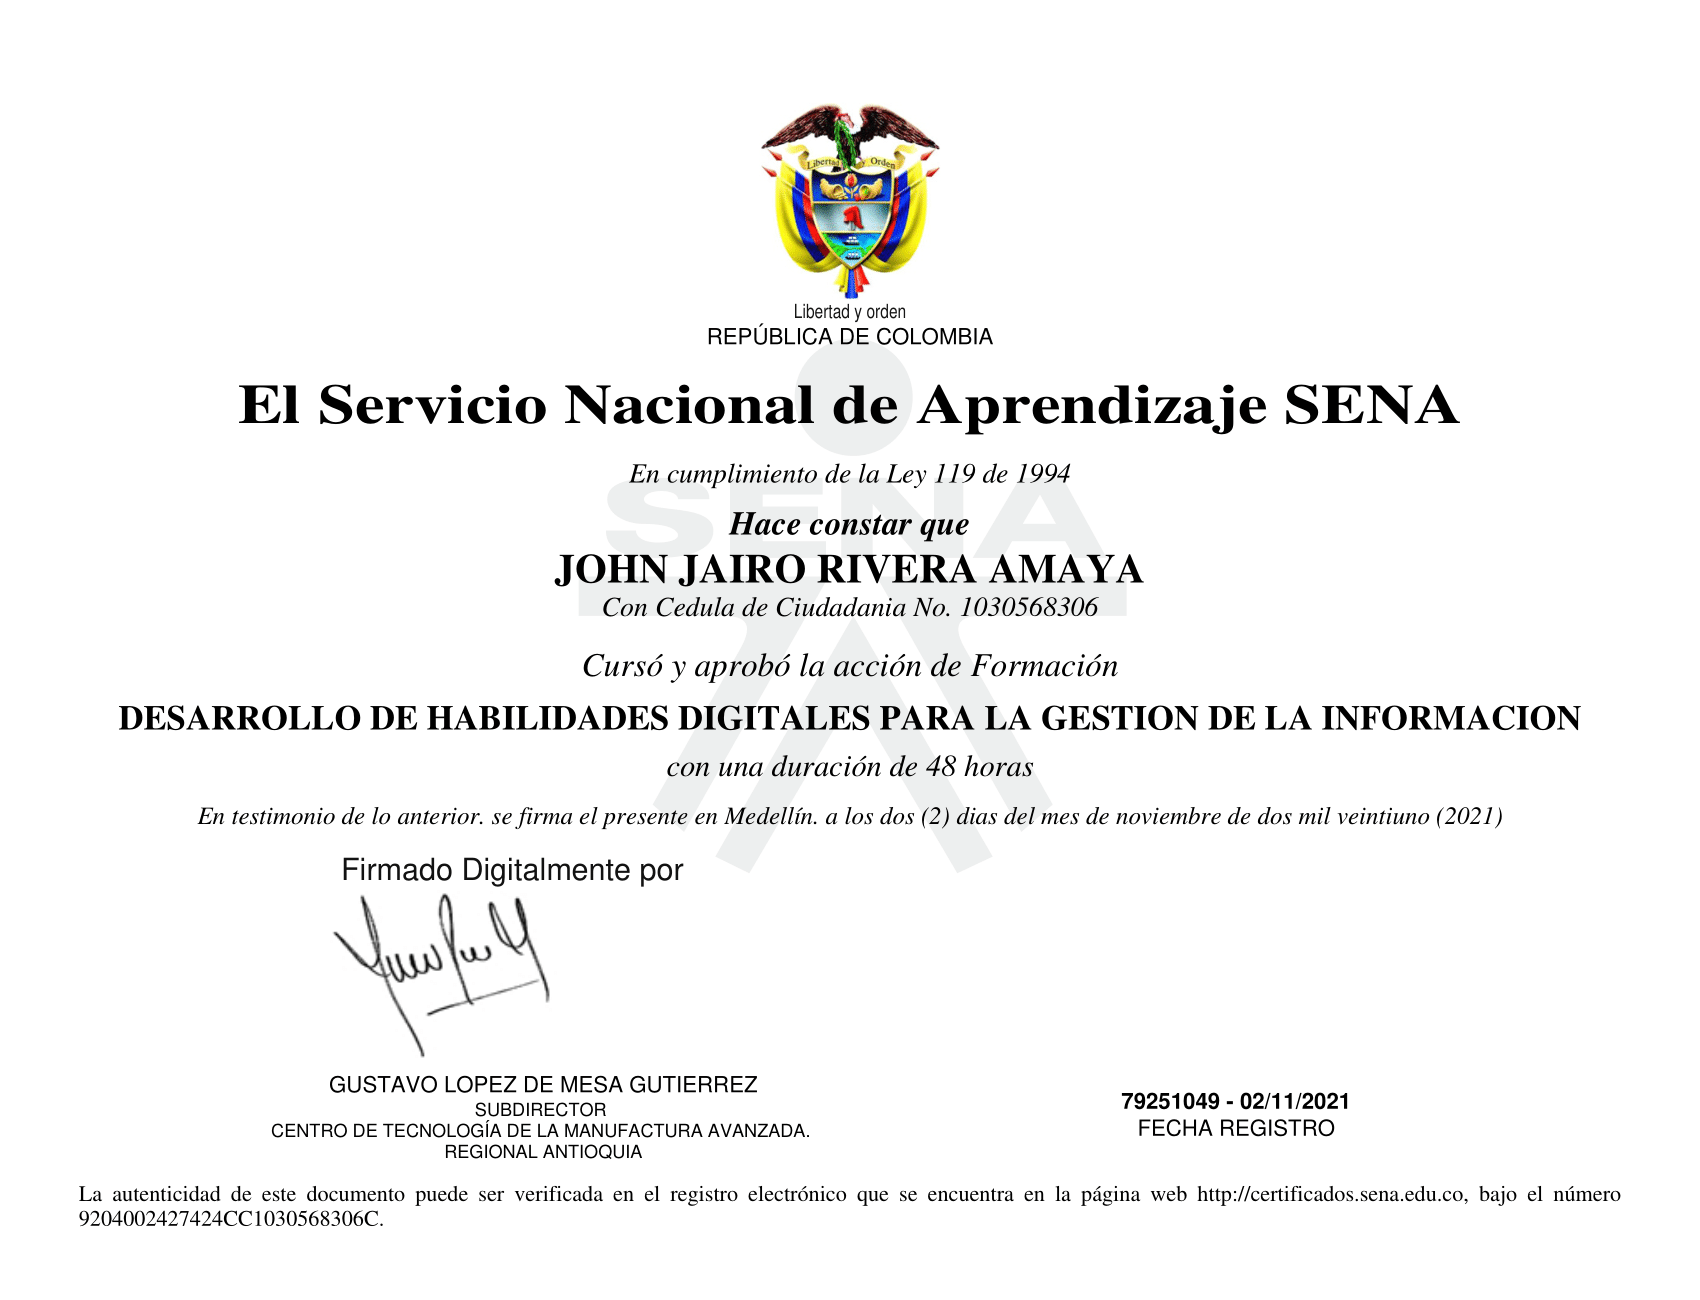 Libertad y Orden
Libertad y orden
REPÚBLICA DE COLOMBIA
El Servicio Nacional de Aprendizaje SENA
En cumplimiento de la Ley 119 de 1994
SENA
Hace constar que
JOHN JAIRO RIVERA AMAYA
Con Cedula de Ciudadania No. 1030568306
Cursó y aprobó la acción de Formación
DESARROLLO DE HABILIDADES DIGITALES PARA LA GESTION DE LA INFORMACION
con una duración de 48 horas
En testimonio de lo anterior. se firma el presente en Medellín. a los dos (2) dias del mes de noviembre de dos mil veintiuno (2021)
Firmado Digitalmente por
GUSTAVO LOPEZ DE MESA GUTIERREZ
SUBDIRECTOR
CENTRO DE TECNOLOGÍA DE LA MANUFACTURA AVANZADA.
REGIONAL ANTIOQUIA
79251049 - 02/11/2021
FECHA REGISTRO
La autenticidad de este documento puede ser verificada en el registro electrónico que se encuentra en la página web http://certificados.sena.edu.co, bajo el número
9204002427424CC1030568306C.